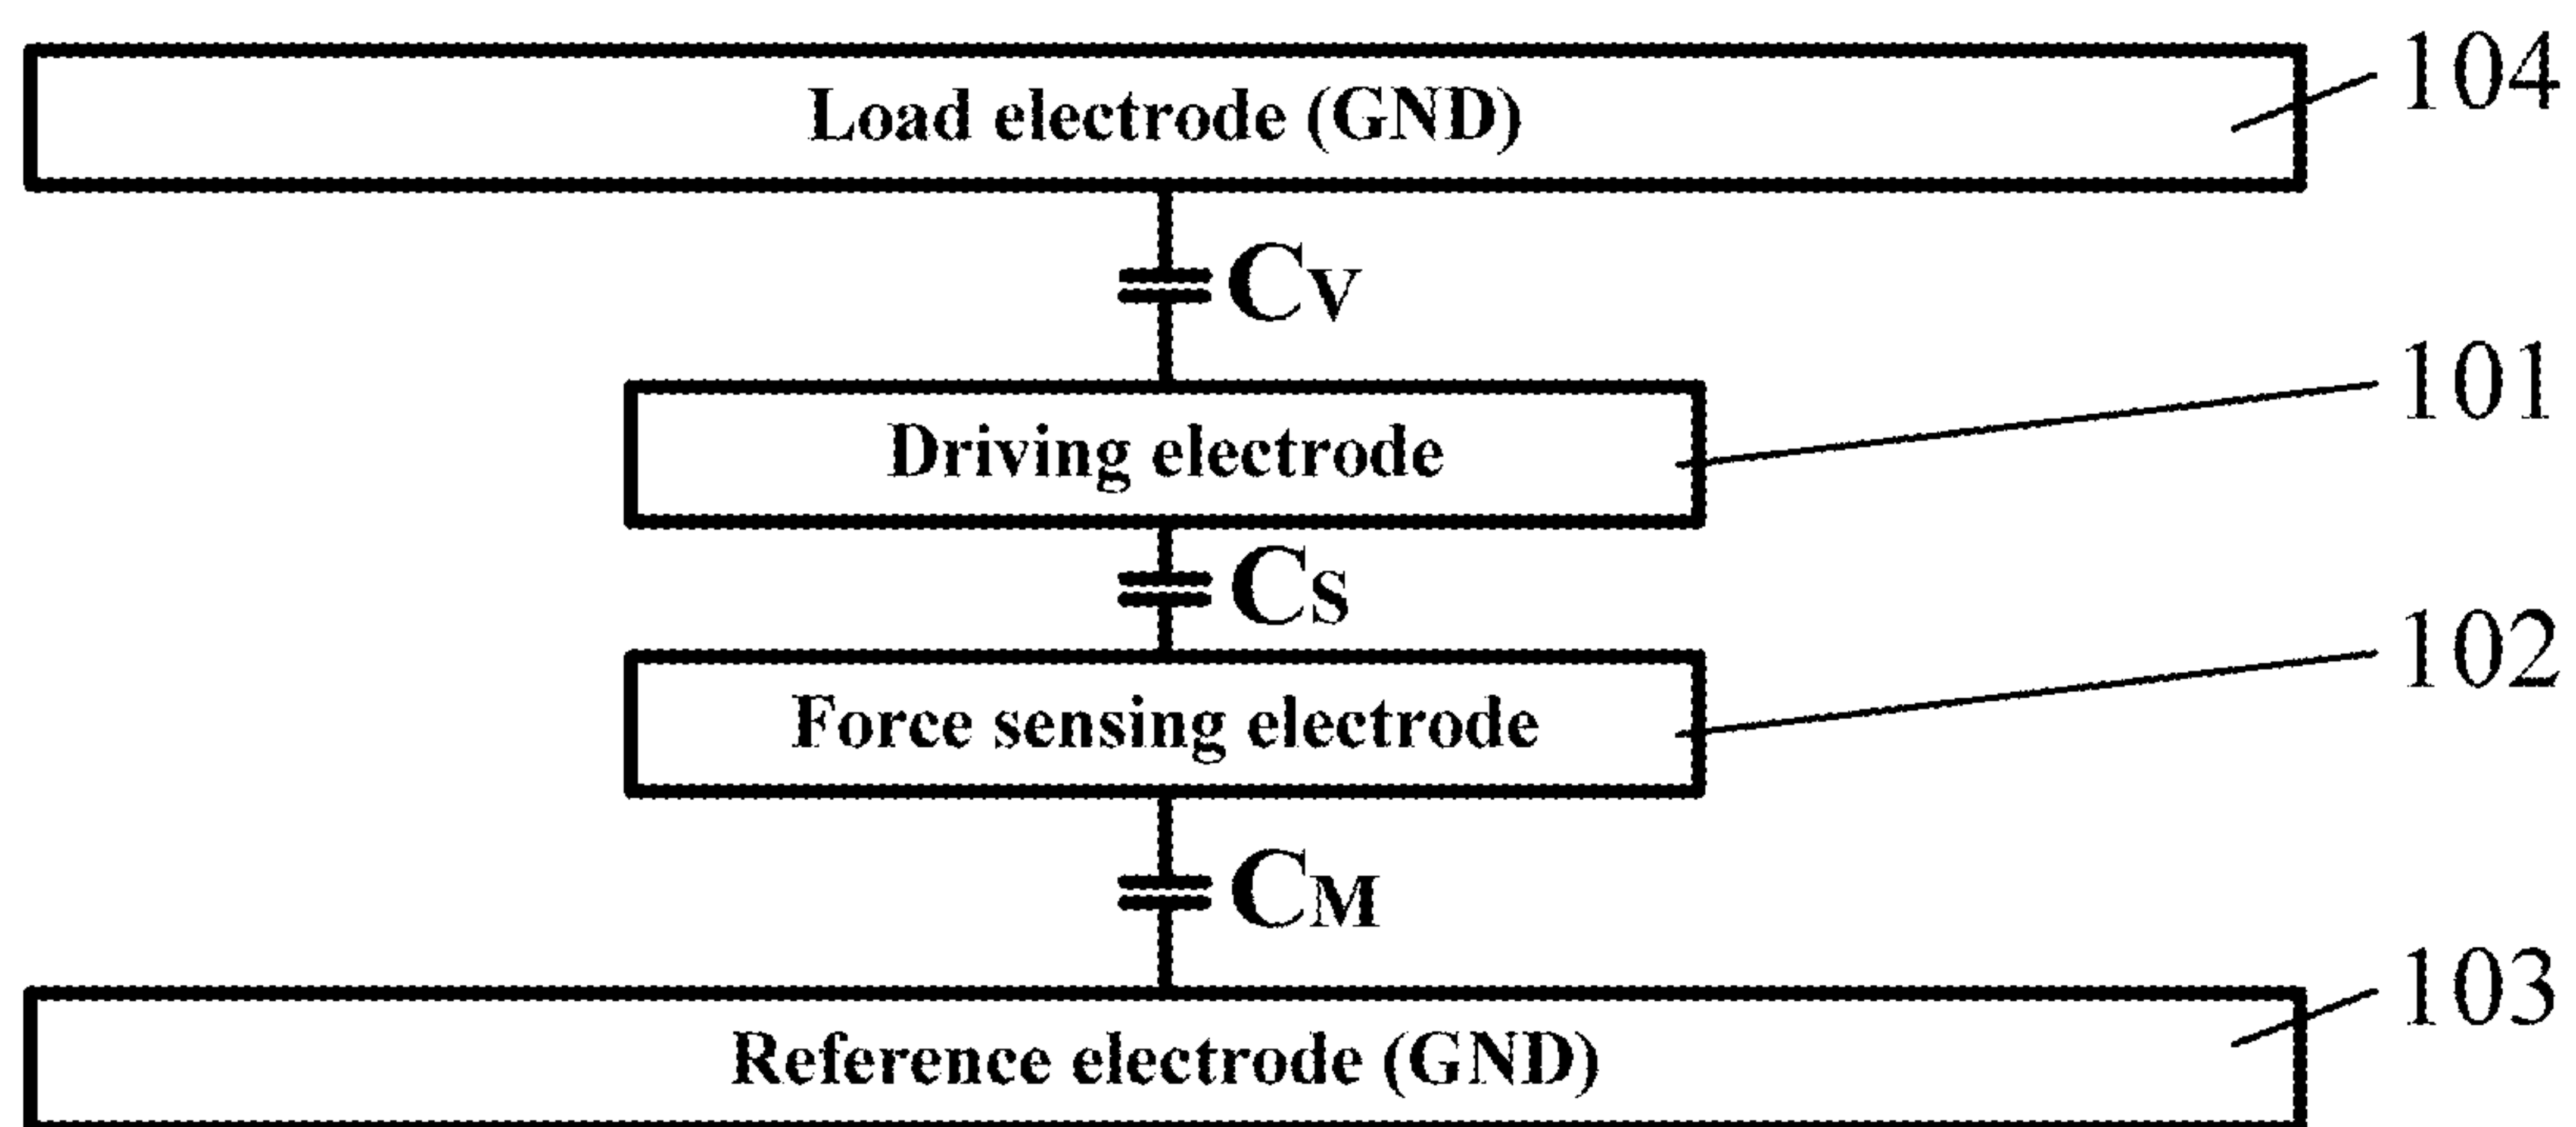 Load electrode (GND)
104
CV
Driving electrode
101
CS
Force sensing electrode
102
CM
Reference electrode (GND)
103